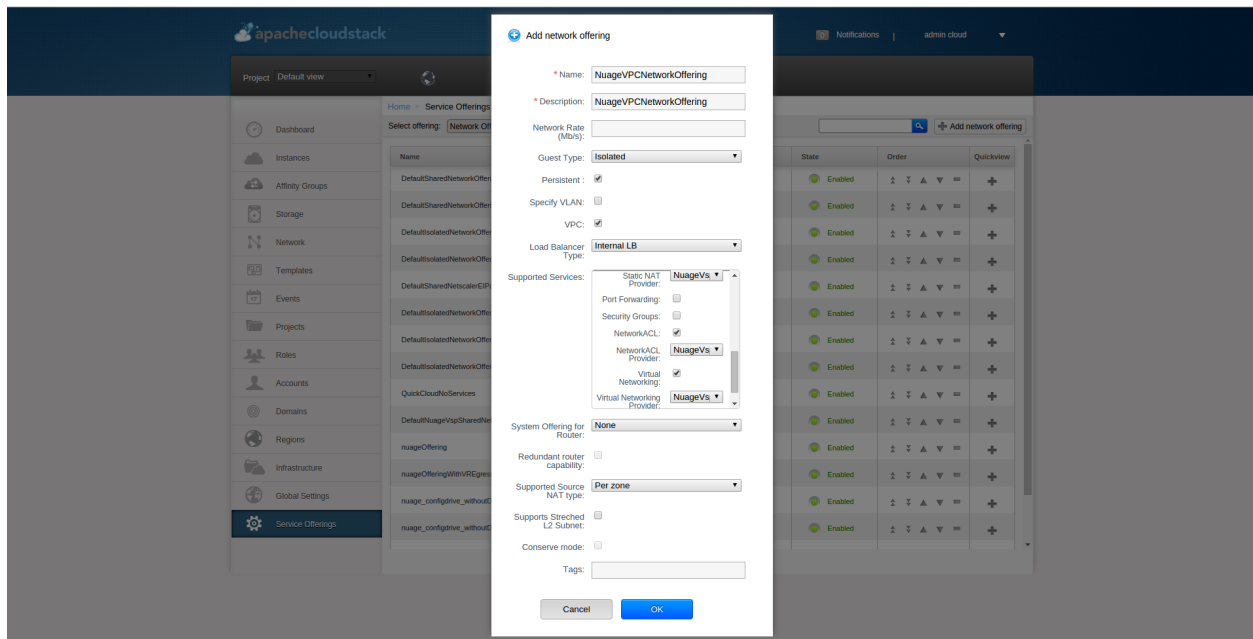 apachecloudstack
0 Notifications | admin cloud
Project: Default view
Add network offering
Home > Service Offerings
Select offering: Network Off
Add network offering
Dashboard
Instances
Affinity Groups
Storage
Network
Templates
Events
Projects
Roles
Accounts
Domains
Regions
Infrastructure
Global Settings
Service Offerings
Name State Order Quickview
DefaultSharedNetworkOfferi Enabled
DefaultSharedNetworkOfferi Enabled
DefaultIsolatedNetworkOffe Enabled
DefaultIsolatedNetworkOffe Enabled
DefaultSharedNetscalerEIPa Enabled
DefaultIsolatedNetworkOffe Enabled
DefaultIsolatedNetworkOffe Enabled
DefaultIsolatedNetworkOffe Enabled
QuickCloudNoServices Enabled
DefaultNuageVspSharedNe Enabled
nuageOffering Enabled
nuageOfferingWithVREgres Enabled
nuage_configdrive_withoutD Enabled
nuage_configdrive_withoutD Enabled
* Name: NuageVPCNetworkOffering
* Description: NuageVPCNetworkOffering
Network Rate
(Mb/s):
Guest Type: Isolated
Persistent :
Specify VLAN:
VPC:
Load Balancer
Type: Internal LB
Supported Services:
Static NAT
Provider: NuageVs
Port Forwarding:
Security Groups:
NetworkACL:
NetworkACL
Provider: NuageVs
Virtual
Networking:
Virtual Networking
Provider: NuageVs
System Offering for
Router: None
Redundant router
capability:
Supported Source
NAT type: Per zone
Supports Streched
L2 Subnet:
Conserve mode:
Tags:
Cancel OK